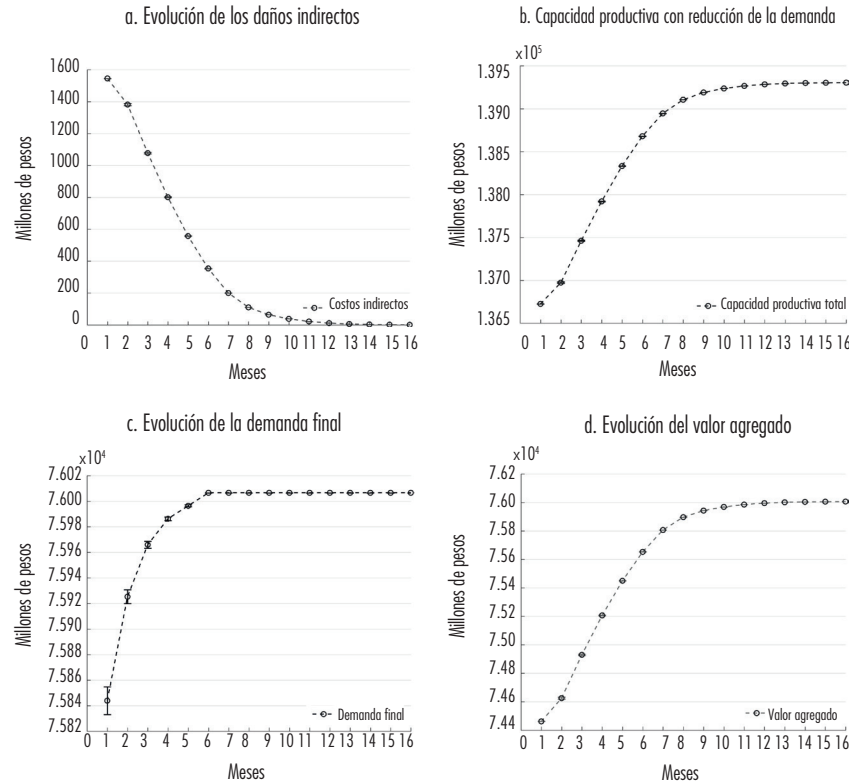 a. Evolución de los daños indirectos
Millones de pesos
1600
1400
1200
1000
800
600
400
200
0
Costos indirectos
0 1 2 3 4 5 6 7 8 9 10 11 12 13 14 15 16
Meses
b. Capacidad productiva con reducción de la demanda
x10⁵
Millones de pesos
1.395
1.390
1.385
1.380
1.375
1.370
1.365
Capacidad productiva total
0 1 2 3 4 5 6 7 8 9 10 11 12 13 14 15 16
Meses
c. Evolución de la demanda final
x10⁴
Millones de pesos
7.602
7.600
7.598
7.596
7.594
7.592
7.590
7.588
7.586
7.584
7.582
Demanda final
0 1 2 3 4 5 6 7 8 9 10 11 12 13 14 15 16
Meses
d. Evolución del valor agregado
x10⁴
Millones de pesos
7.62
7.60
7.58
7.56
7.54
7.52
7.50
7.48
7.46
7.44
Valor agregado
0 1 2 3 4 5 6 7 8 9 10 11 12 13 14 15 16
Meses